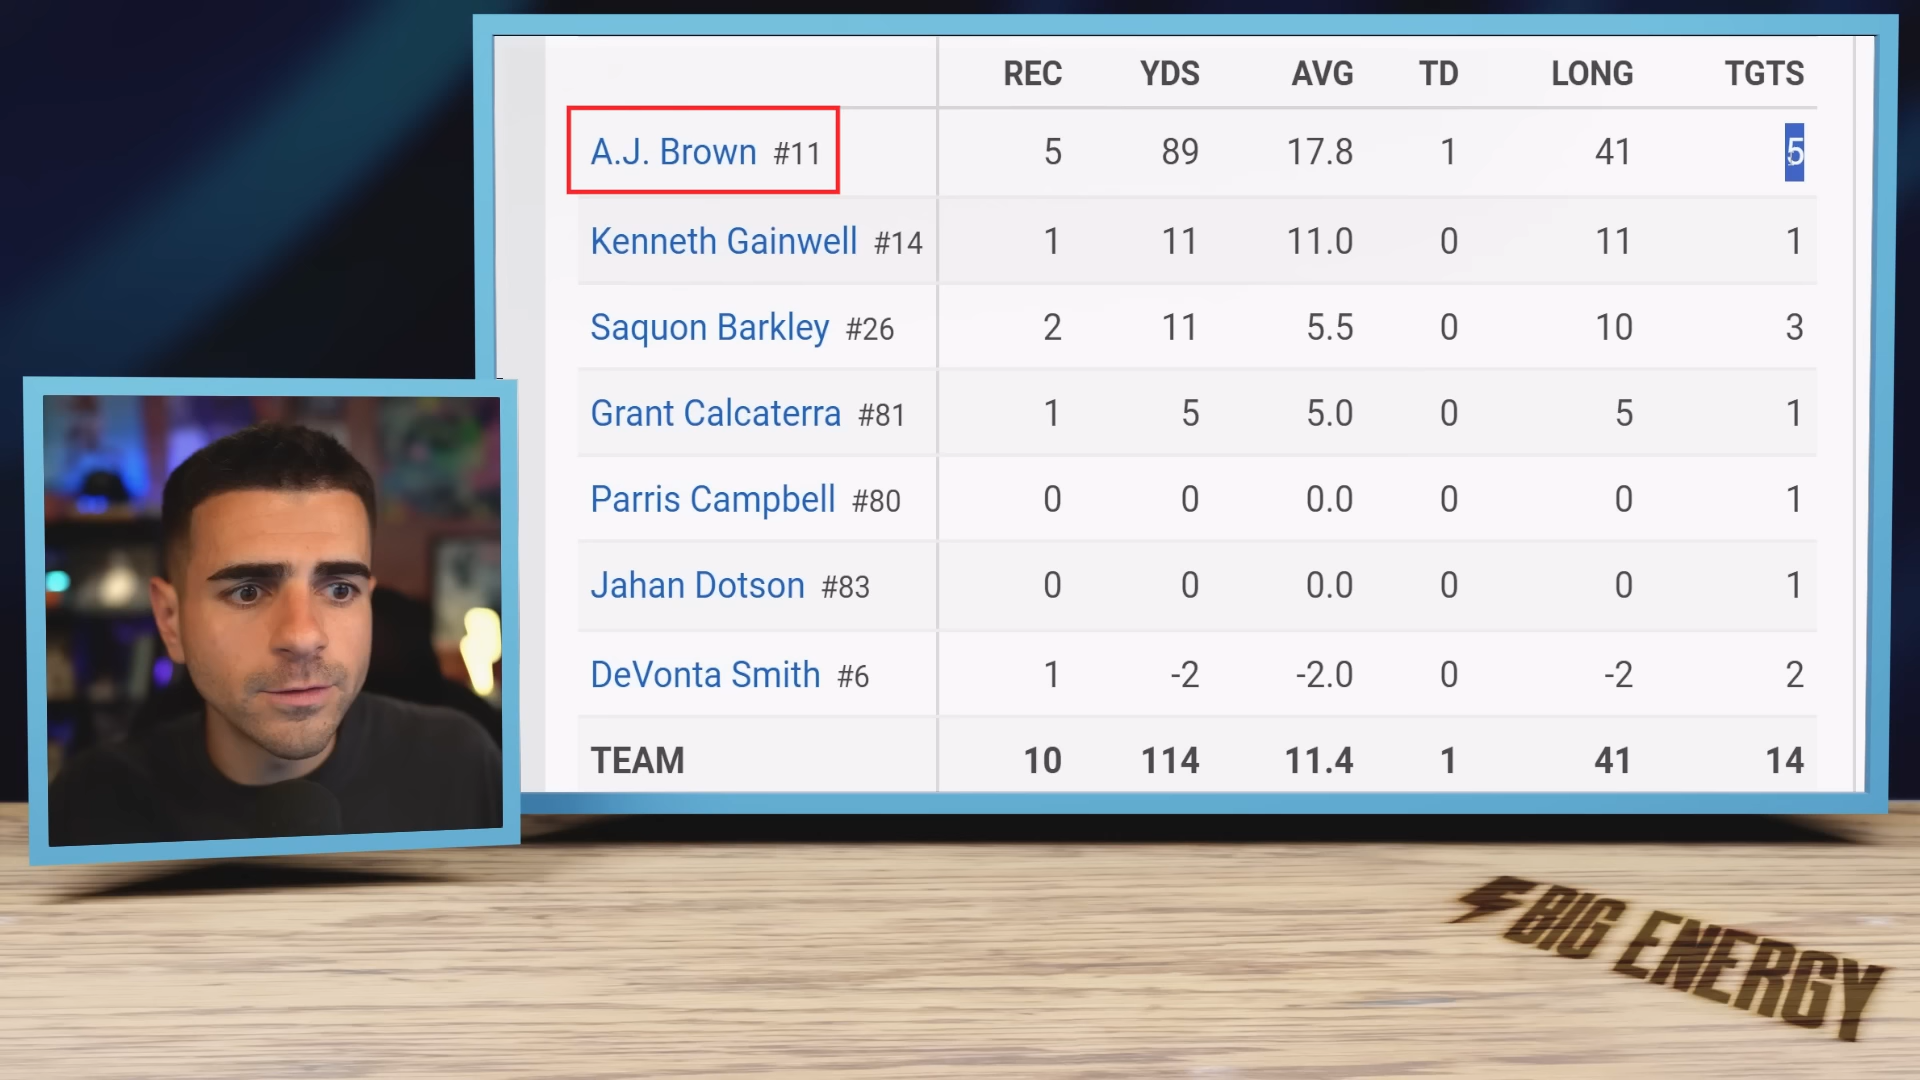 REC YDS AVG TD LONG TGTS
A.J. Brown #11 5 89 17.8 1 41 5
Kenneth Gainwell #14 1 11 11.0 0 11 1
Saquon Barkley #26 2 11 5.5 0 10 3
Grant Calcaterra #81 1 5 5.0 0 5 1
Parris Campbell #80 0 0 0.0 0 0 1
Jahan Dotson #83 0 0 0.0 0 0 1
DeVonta Smith #6 1 -2 -2.0 0 -2 2
TEAM 10 114 11.4 1 41 14
BIG ENERGY